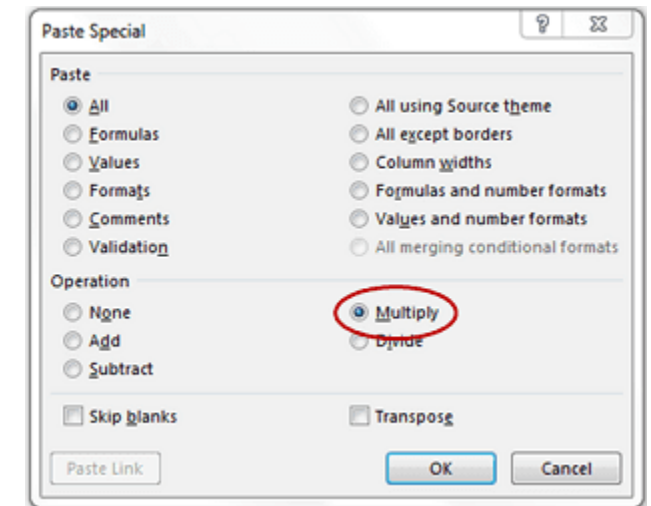 Paste Special
Paste
All
All using Source theme
Formulas
All except borders
Values
Column widths
Formats
Formulas and number formats
Comments
Values and number formats
Validation
All merging conditional formats
Operation
None
Multiply
Add
Divide
Subtract
Skip blanks
Transpose
Paste Link
OK
Cancel